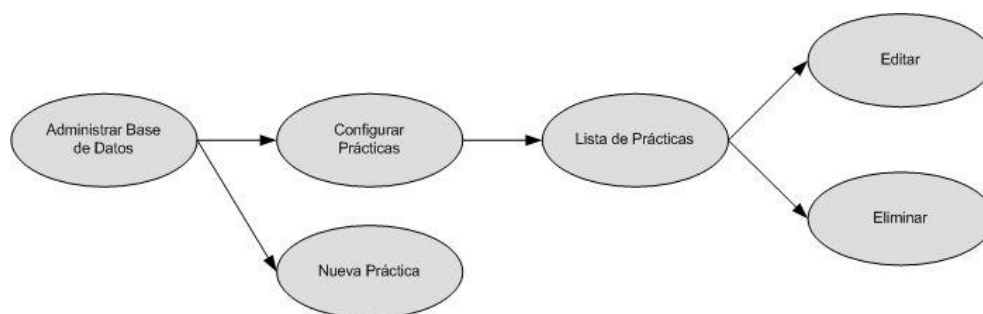 Editar
Administrar Base
de Datos
Configurar
Prácticas
Lista de Prácticas
Eliminar
Nueva Práctica